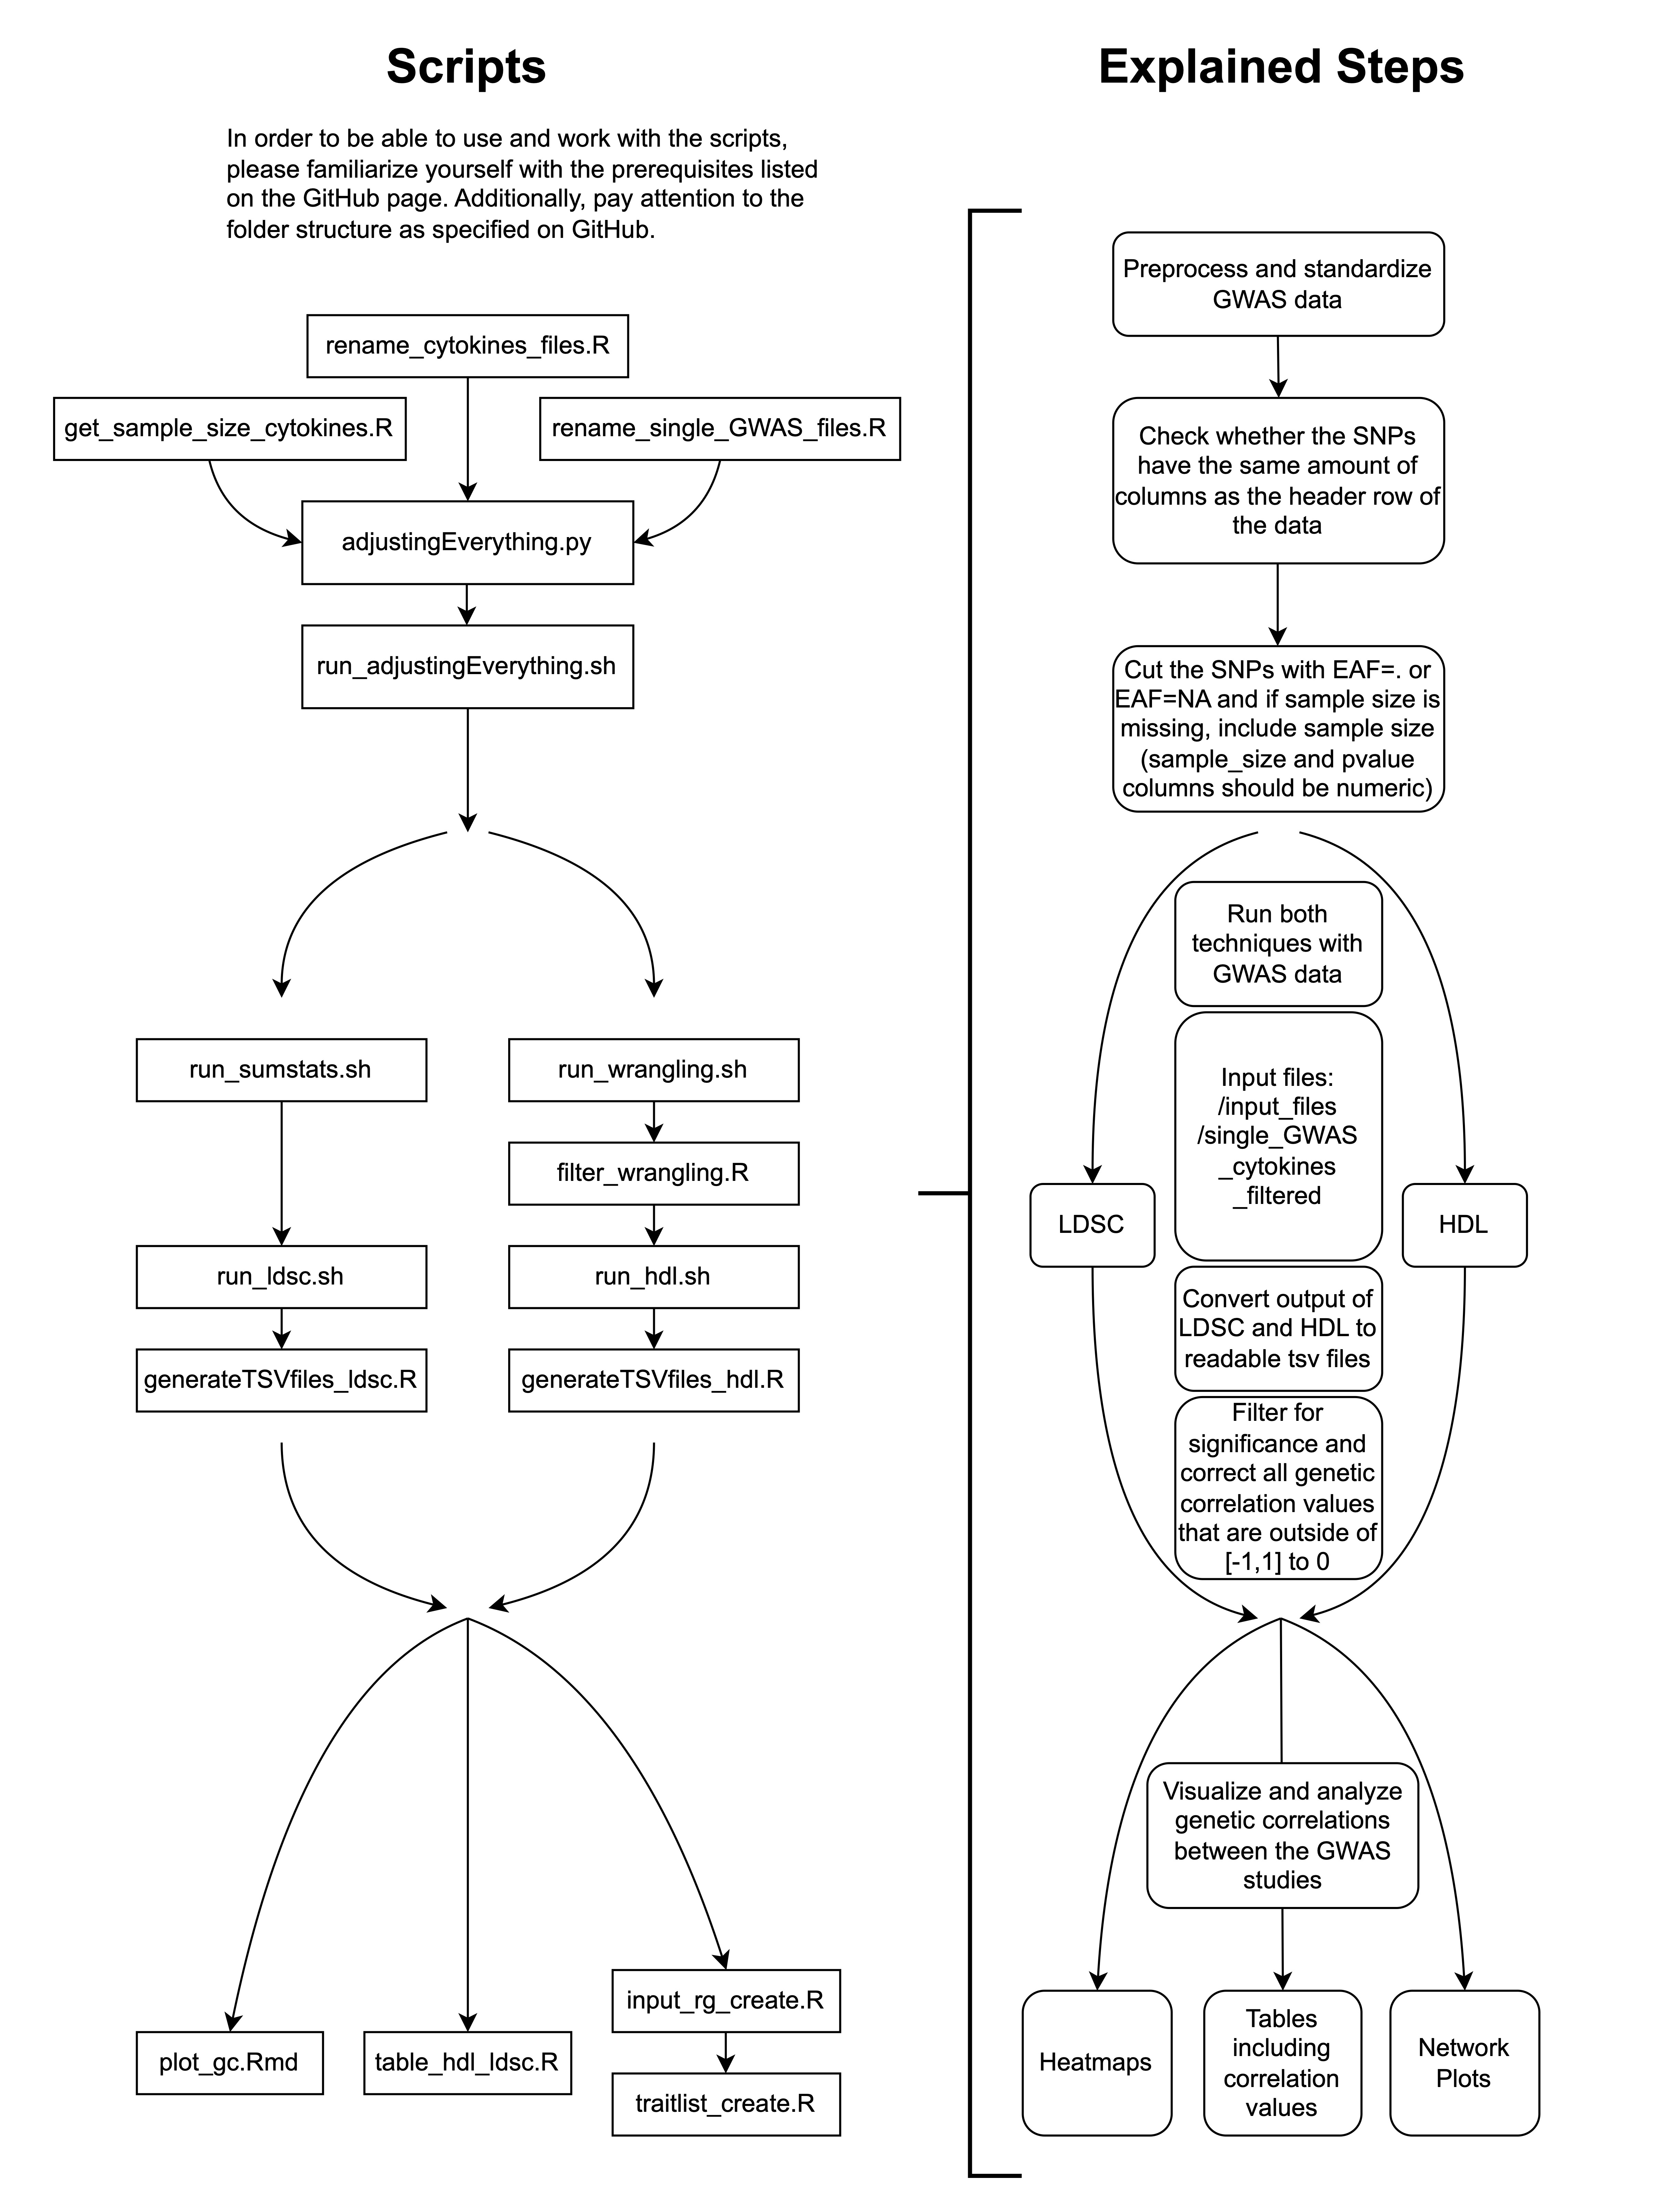 Scripts
In order to be able to use and work with the scripts,
please familiarize yourself with the prerequisites listed
on the GitHub page. Additionally, pay attention to the
folder structure as specified on GitHub.
rename_cytokines_files.R
get_sample_size_cytokines.R
rename_single_GWAS_files.R
adjustingEverything.py
run_adjustingEverything.sh
run_sumstats.sh
run_wrangling.sh
filter_wrangling.R
run_ldsc.sh
run_hdl.sh
generateTSVfiles_ldsc.R
generateTSVfiles_hdl.R
input_rg_create.R
plot_gc.Rmd
table_hdl_ldsc.R
traitlist_create.R
Explained Steps
Preprocess and standardize
GWAS data
Check whether the SNPs
have the same amount of
columns as the header row of
the data
Cut the SNPs with EAF=. or
EAF=NA and if sample size is
missing, include sample size
(sample_size and pvalue
columns should be numeric)
Run both
techniques with
GWAS data
Input files:
/input_files
/single_GWAS
_cytokines
_filtered
LDSC
HDL
Convert output of
LDSC and HDL to
readable tsv files
Filter for
significance and
correct all genetic
correlation values
that are outside of
[-1,1] to 0
Visualize and analyze
genetic correlations
between the GWAS
studies
Heatmaps
Tables
including
correlation
values
Network
Plots